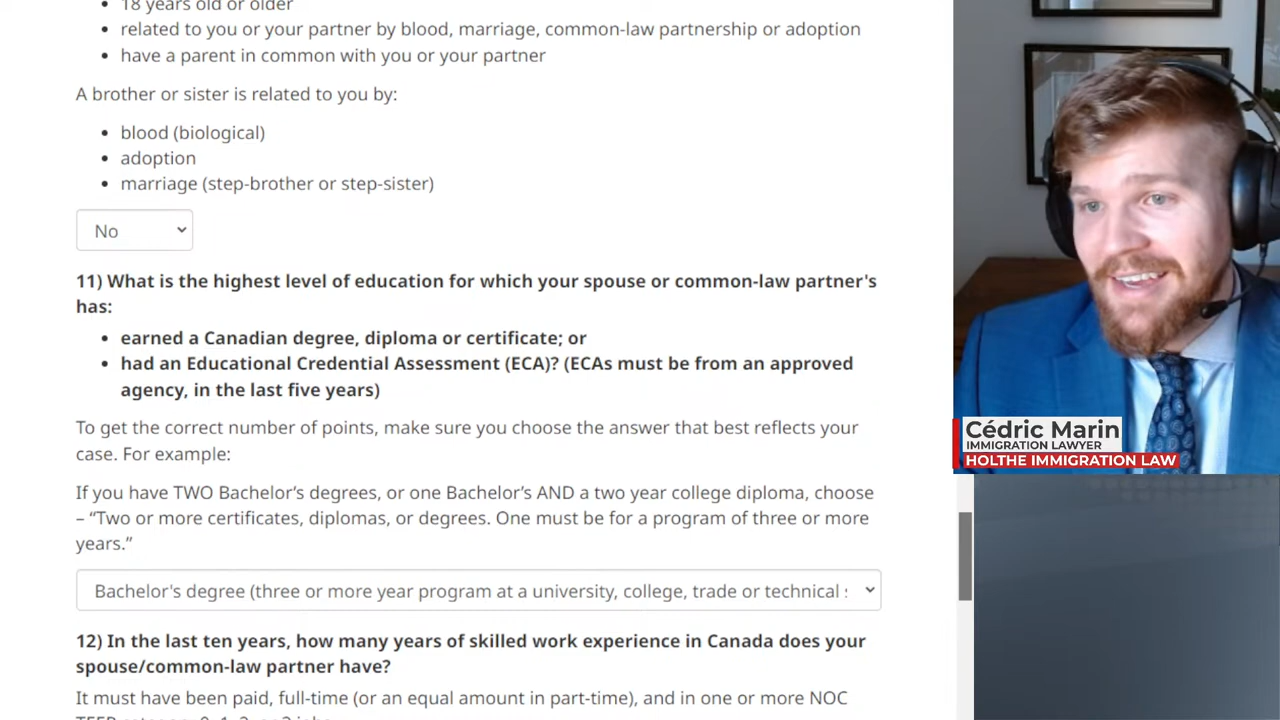 18 years old or older
related to you or your partner by blood, marriage, common-law partnership or adoption
have a parent in common with you or your partner
A brother or sister is related to you by:
blood (biological)
adoption
marriage (step-brother or step-sister)
No
11) What is the highest level of education for which your spouse or common-law partner's
has:
earned a Canadian degree, diploma or certificate; or
had an Educational Credential Assessment (ECA)? (ECAs must be from an approved
agency, in the last five years)
To get the correct number of points, make sure you choose the answer that best reflects your
case. For example:
If you have TWO Bachelor's degrees, or one Bachelor's AND a two year college diploma, choose
– “Two or more certificates, diplomas, or degrees. One must be for a program of three or more
years.”
Bachelor's degree (three or more year program at a university, college, trade or technical
12) In the last ten years, how many years of skilled work experience in Canada does your
spouse/common-law partner have?
It must have been paid, full-time (or an equal amount in part-time), and in one or more NOC
Cédric Marin
IMMIGRATION LAWYER
HOLTHE IMMIGRATION LAW